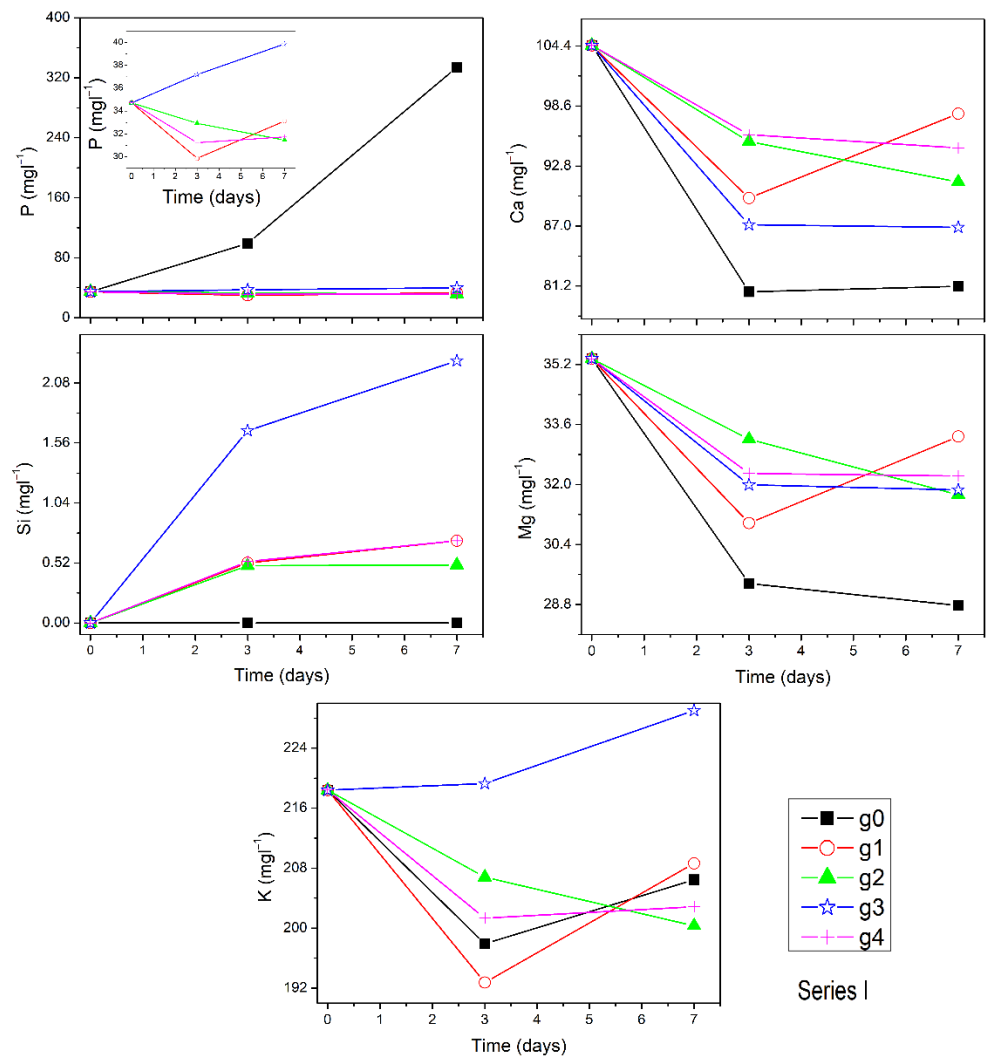 400
320
240
160
80
0
P (mgl⁻¹)
40
38
36
34
32
30
P (mgl⁻¹)
0 1 2 3 4 5 6 7
Time (days)
104.4
98.6
92.8
87.0
81.2
Ca (mgl⁻¹)
2.08
1.56
1.04
0.52
0.00
Si (mgl⁻¹)
0 1 2 3 4 5 6 7
Time (days)
35.2
33.6
32.0
30.4
28.8
Mg (mgl⁻¹)
0 1 2 3 4 5 6 7
Time (days)
224
216
208
200
192
K (mgl⁻¹)
0 1 2 3 4 5 6 7
Time (days)
g0
g1
g2
g3
g4
Series I